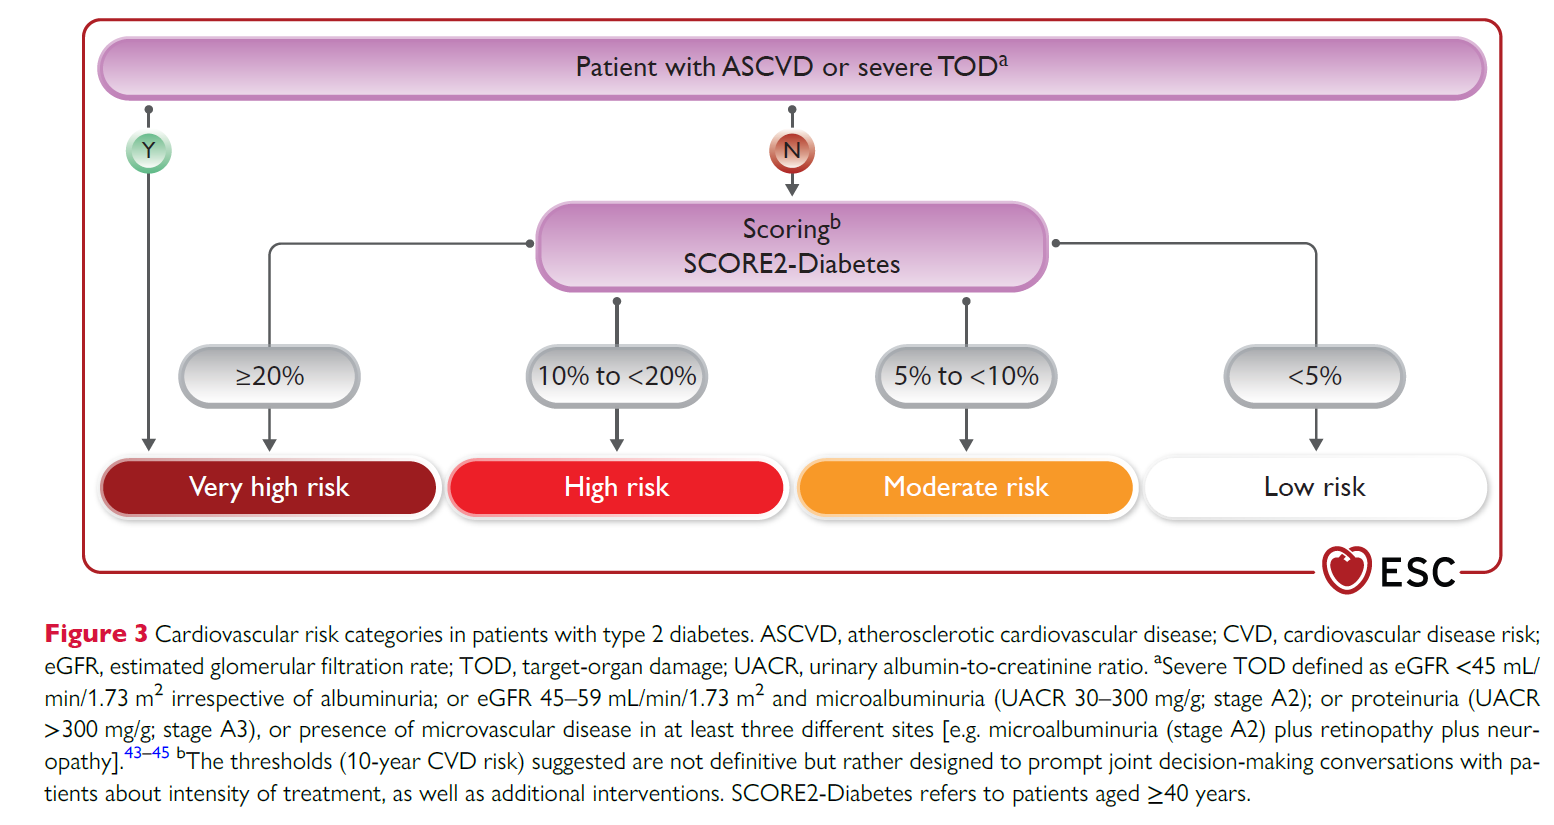 Patient with ASCVD or severe TODᵃ
Y
N
Scoringᵇ
SCORE2-Diabetes
≥20%
10% to <20%
5% to <10%
<5%
Very high risk
High risk
Moderate risk
Low risk
ESC
Figure 3 Cardiovascular risk categories in patients with type 2 diabetes. ASCVD, atherosclerotic cardiovascular disease; CVD, cardiovascular disease risk;
eGFR, estimated glomerular filtration rate; TOD, target-organ damage; UACR, urinary albumin-to-creatinine ratio. ᵃSevere TOD defined as eGFR <45 mL/
min/1.73 m² irrespective of albuminuria; or eGFR 45–59 mL/min/1.73 m² and microalbuminuria (UACR 30–300 mg/g; stage A2); or proteinuria (UACR
>300 mg/g; stage A3), or presence of microvascular disease in at least three different sites [e.g. microalbuminuria (stage A2) plus retinopathy plus neur-
opathy].⁴³–⁴⁵ ᵇThe thresholds (10-year CVD risk) suggested are not definitive but rather designed to prompt joint decision-making conversations with pa-
tients about intensity of treatment, as well as additional interventions. SCORE2-Diabetes refers to patients aged ≥40 years.